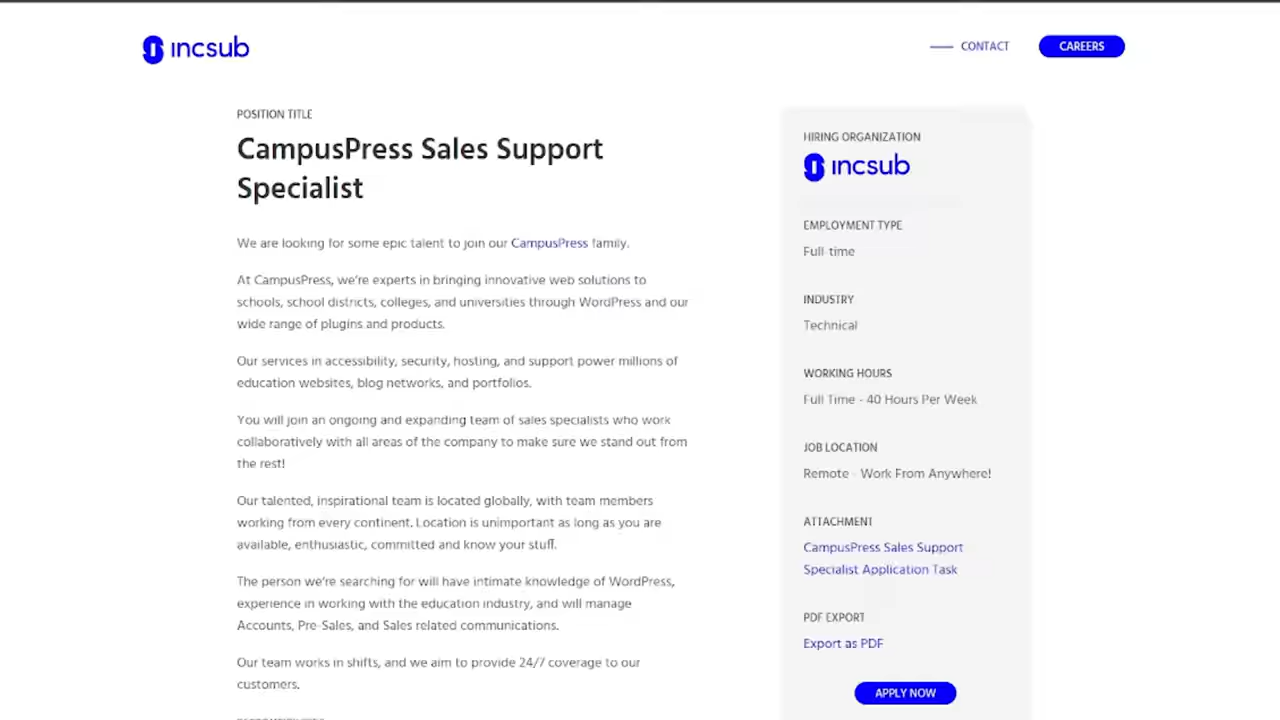 incsub
CONTACT
CAREERS
POSITION TITLE
CampusPress Sales Support
Specialist
We are looking for some epic talent to join our CampusPress family.
At CampusPress, we're experts in bringing innovative web solutions to
schools, school districts, colleges, and universities through WordPress and our
wide range of plugins and products.
Our services in accessibility, security, hosting, and support power millions of
education websites, blog networks, and portfolios.
You will join an ongoing and expanding team of sales specialists who work
collaboratively with all areas of the company to make sure we stand out from
the rest!
Our talented, inspirational team is located globally, with team members
working from every continent. Location is unimportant as long as you are
available, enthusiastic, committed and know your stuff.
The person we're searching for will have intimate knowledge of WordPress,
experience in working with the education industry, and will manage
Accounts, Pre-Sales, and Sales related communications.
Our team works in shifts, and we aim to provide 24/7 coverage to our
customers.
HIRING ORGANIZATION
incsub
EMPLOYMENT TYPE
Full-time
INDUSTRY
Technical
WORKING HOURS
Full Time - 40 Hours Per Week
JOB LOCATION
Remote - Work From Anywhere!
ATTACHMENT
CampusPress Sales Support
Specialist Application Task
PDF EXPORT
Export as PDF
APPLY NOW